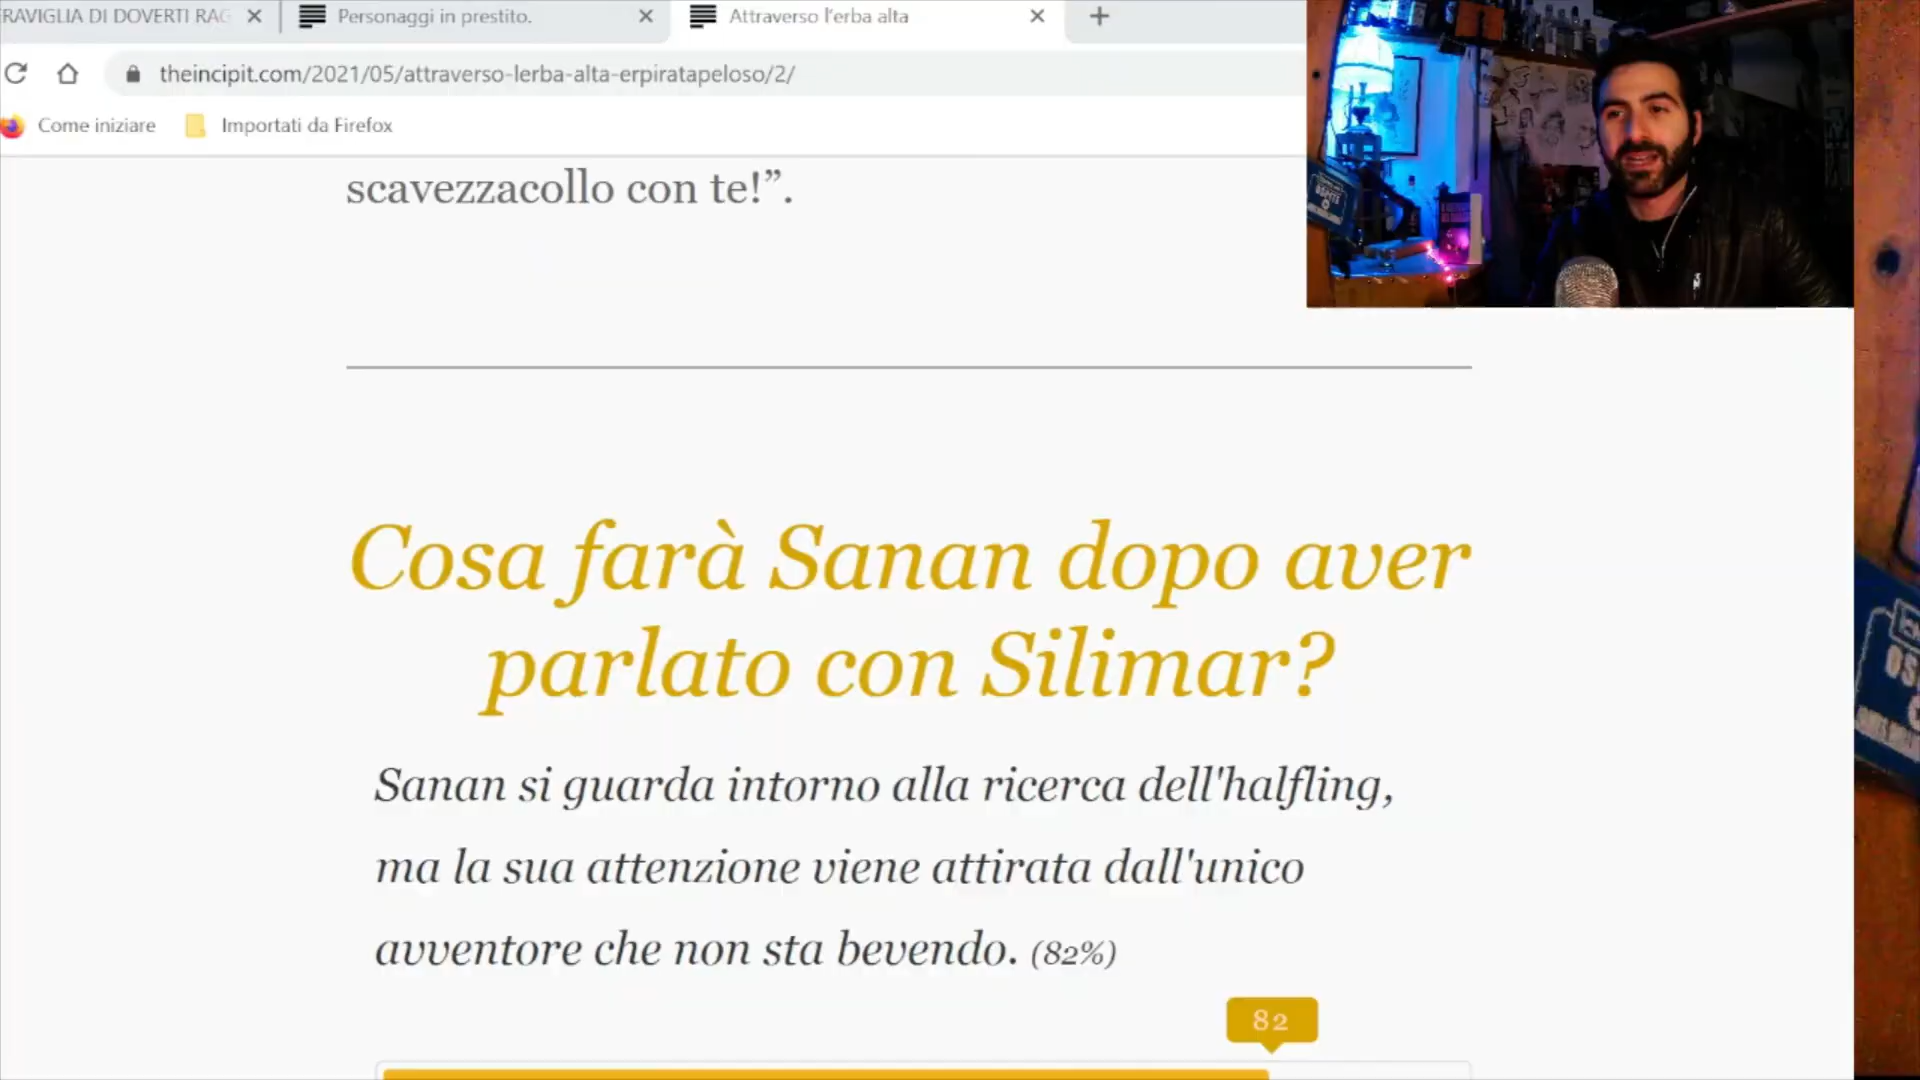 RAVIGLIA DI DOVERTI RAG
Personaggi in prestito.
Attraverso l'erba alta
theincipit.com/2021/05/attraverso-lerba-alta-erpiratapeloso/2/
Come iniziare
Importati da Firefox
scavezzacollo con te!”.
Cosa farà Sanan dopo aver
parlato con Silimar?
Sanan si guarda intorno alla ricerca dell'halfling,
ma la sua attenzione viene attirata dall'unico
avventore che non sta bevendo. (82%)
82